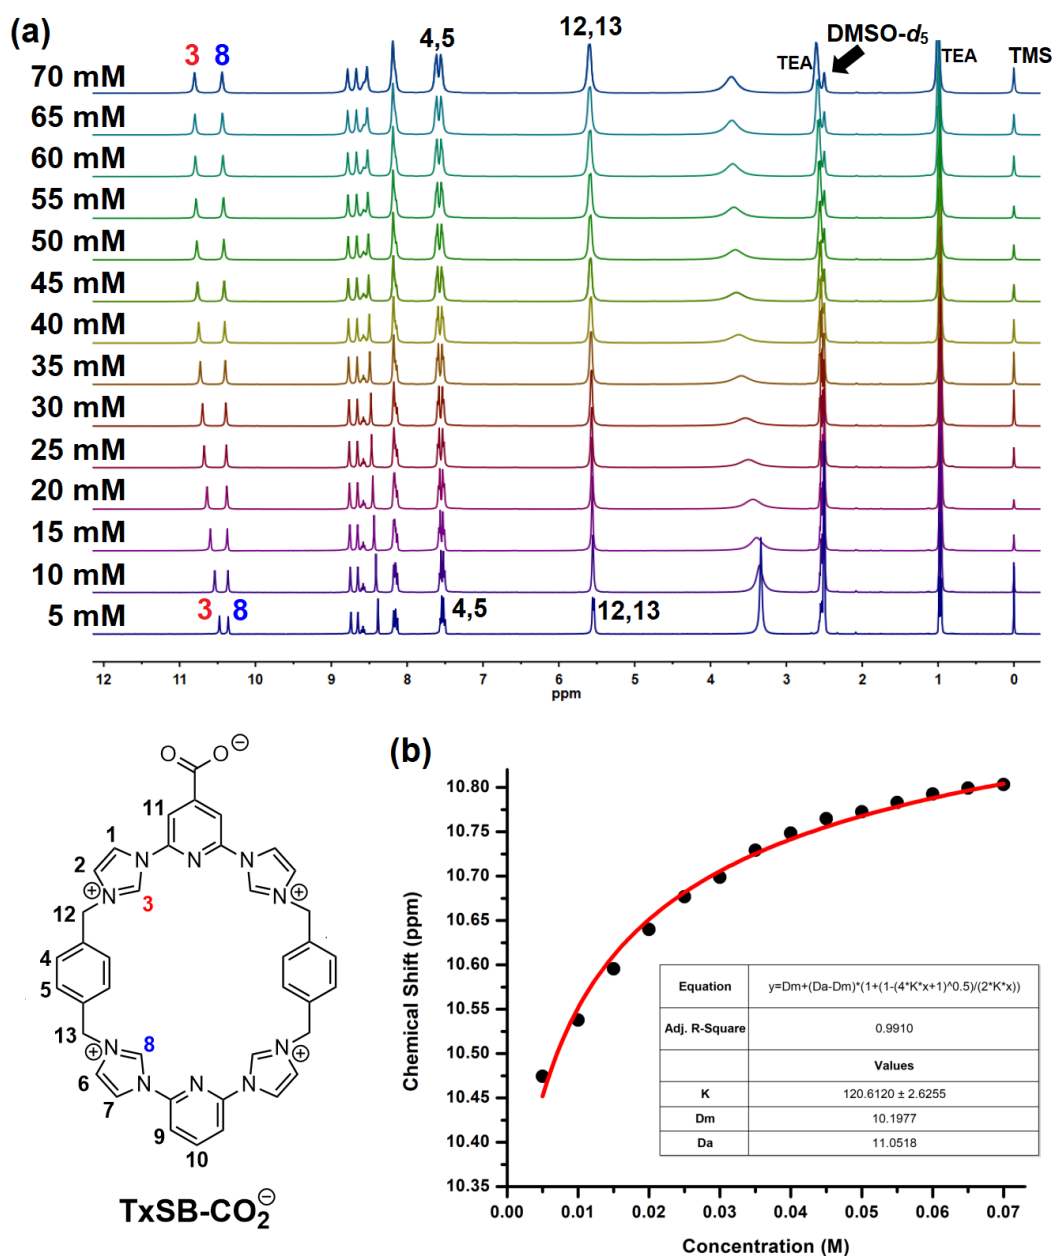 (a)
3 8 4,5 12,13 TEA DMSO-d5 TEA TMS
70 mM
65 mM
60 mM
55 mM
50 mM
45 mM
40 mM
35 mM
30 mM
25 mM
20 mM
15 mM
10 mM
3 8 4,5 12,13
5 mM
12 11 10 9 8 7 6 5 4 3 2 1 0
ppm
O O ⊖
11
1
N N N
2
⊕ N N ⊕
3
12
4
5
13
⊕ N 8 N ⊕
6
N N N
7
9
10
TxSB-CO2⊖
(b)
10.80
10.75
10.70
10.65
10.60
10.55
10.50
10.45
10.40
10.35
Chemical Shift (ppm)
Equation y=Dm+(Da-Dm)*(1+(1-(4*K*x+1)^0.5)/(2*K*x))
Adj. R-Square 0.9910
Values
K 120.6120 ± 2.6255
Dm 10.1977
Da 11.0518
0.00 0.01 0.02 0.03 0.04 0.05 0.06 0.07
Concentration (M)